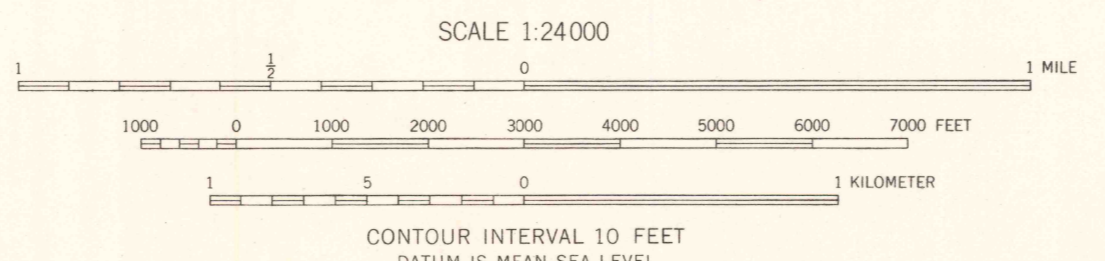 SCALE 1:24000
1 ½ 0 1 MILE
1000 0 1000 2000 3000 4000 5000 6000 7000 FEET
1 5 0 1 KILOMETER
CONTOUR INTERVAL 10 FEET
DATUM IS MEAN SEA LEVEL